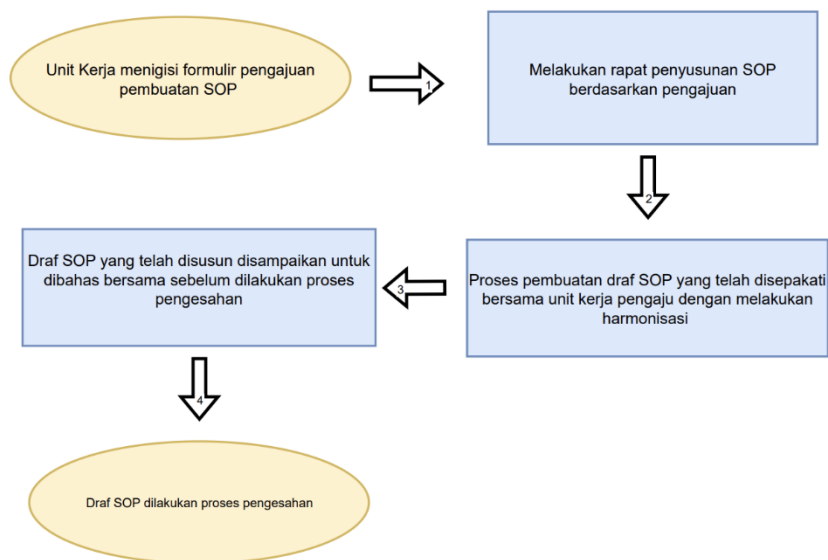 Unit Kerja menigisi formulir pengajuan
pembuatan SOP
1
Melakukan rapat penyusunan SOP
berdasarkan pengajuan
2
Proses pembuatan draf SOP yang telah disepakati
bersama unit kerja pengaju dengan melakukan
harmonisasi
3
Draf SOP yang telah disusun disampaikan untuk
dibahas bersama sebelum dilakukan proses
pengesahan
4
Draf SOP dilakukan proses pengesahan